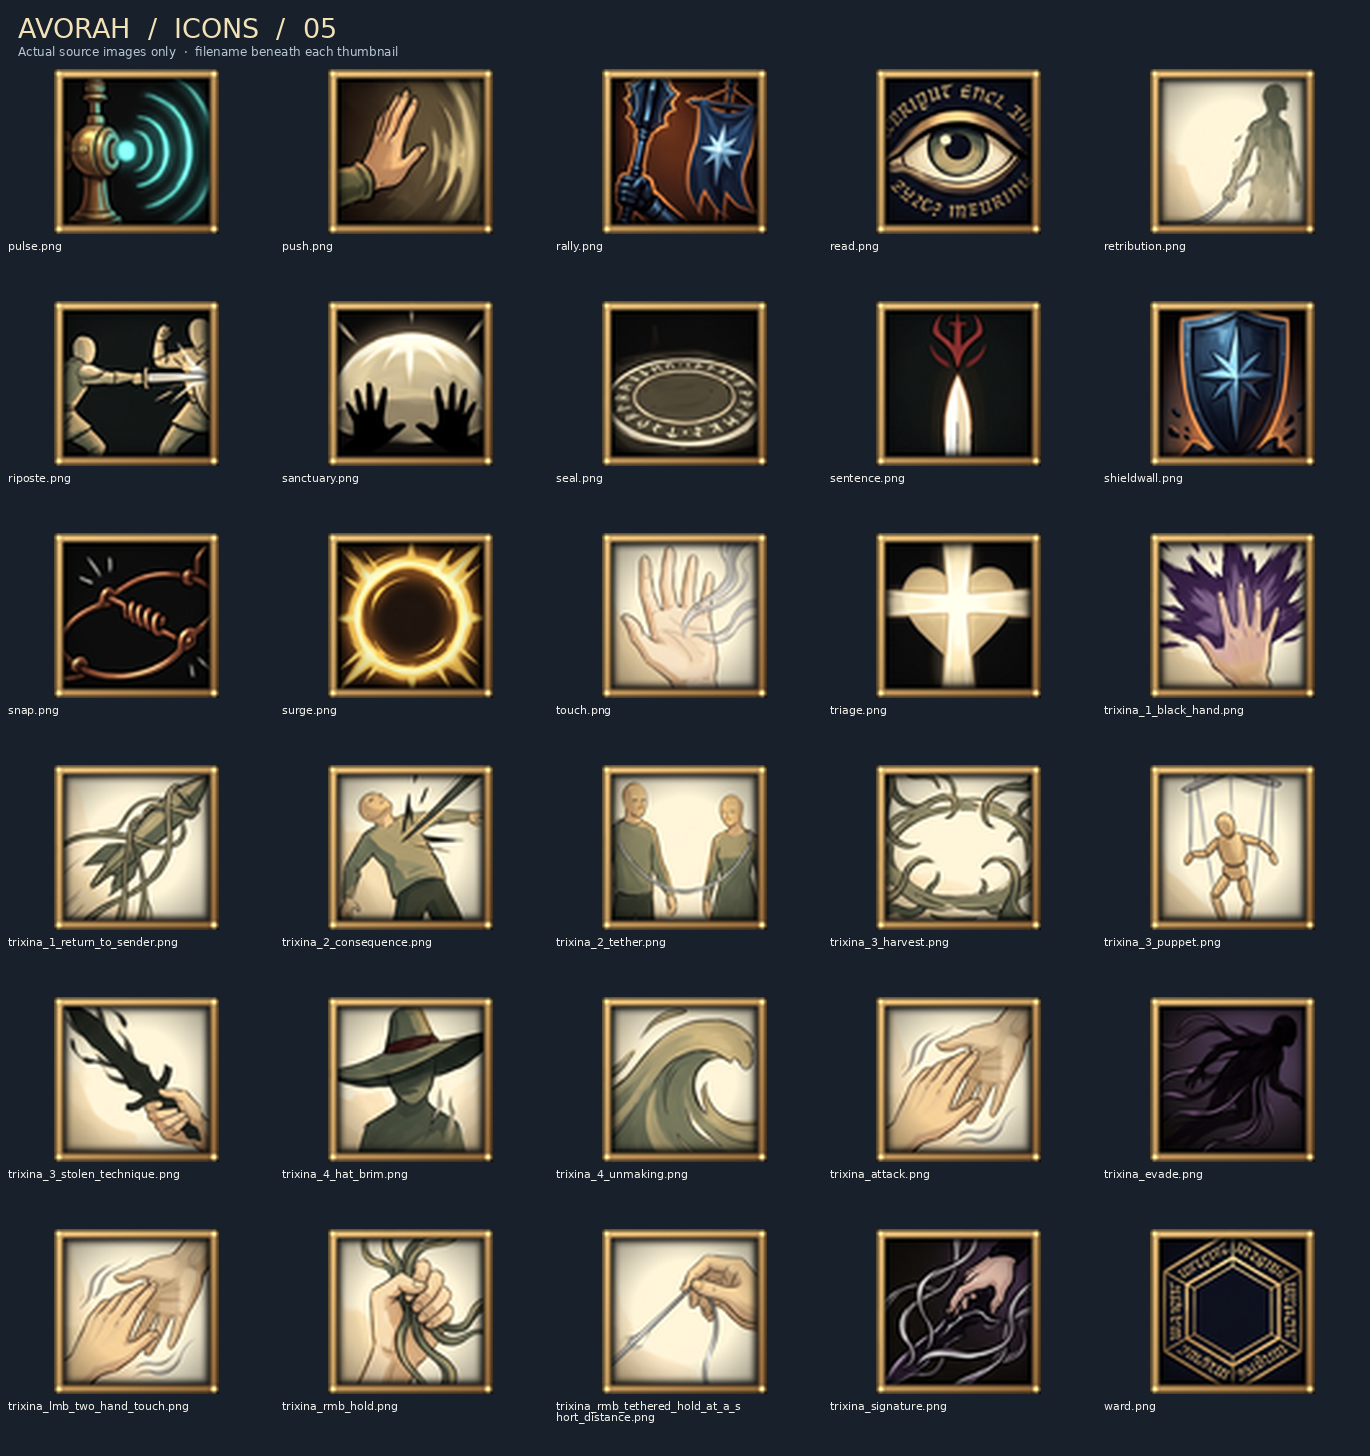 AVORAH / ICONS / 05
Actual source images only · filename beneath each thumbnail
pulse.png
push.png
rally.png
read.png
retribution.png
riposte.png
sanctuary.png
seal.png
sentence.png
shieldwall.png
snap.png
surge.png
touch.png
triage.png
trixina_1_black_hand.png
trixina_1_return_to_sender.png
trixina_2_consequence.png
trixina_2_tether.png
trixina_3_harvest.png
trixina_3_puppet.png
trixina_3_stolen_technique.png
trixina_4_hat_brim.png
trixina_4_unmaking.png
trixina_attack.png
trixina_evade.png
trixina_lmb_two_hand_touch.png
trixina_rmb_hold.png
trixina_rmb_tethered_hold_at_a_s
hort_distance.png
trixina_signature.png
ward.png